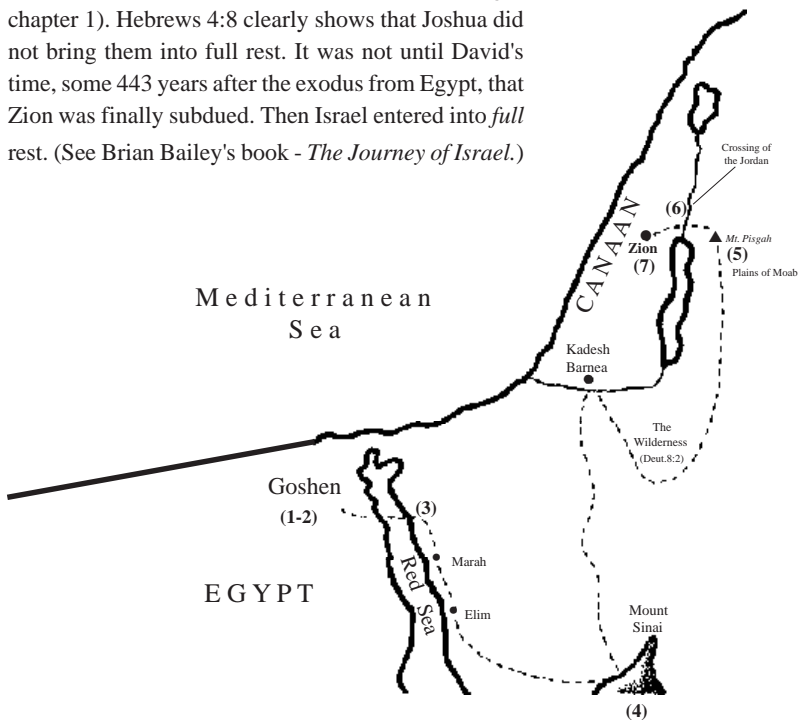 chapter 1). Hebrews 4:8 clearly shows that Joshua did
not bring them into full rest. It was not until David's
time, some 443 years after the exodus from Egypt, that
Zion was finally subdued. Then Israel entered into full
rest. (See Brian Bailey's book - The Journey of Israel.)
Crossing of
the Jordan
(6)
CANAAN
Zion
(7)
Mt. Pisgah
(5)
Plains of Moab
Mediterranean
Sea
Kadesh
Barnea
The
Wilderness
(Deut.8:2)
Goshen
(1-2)
(3)
Marah
Red Sea
EGYPT
Elim
Mount
Sinai
(4)